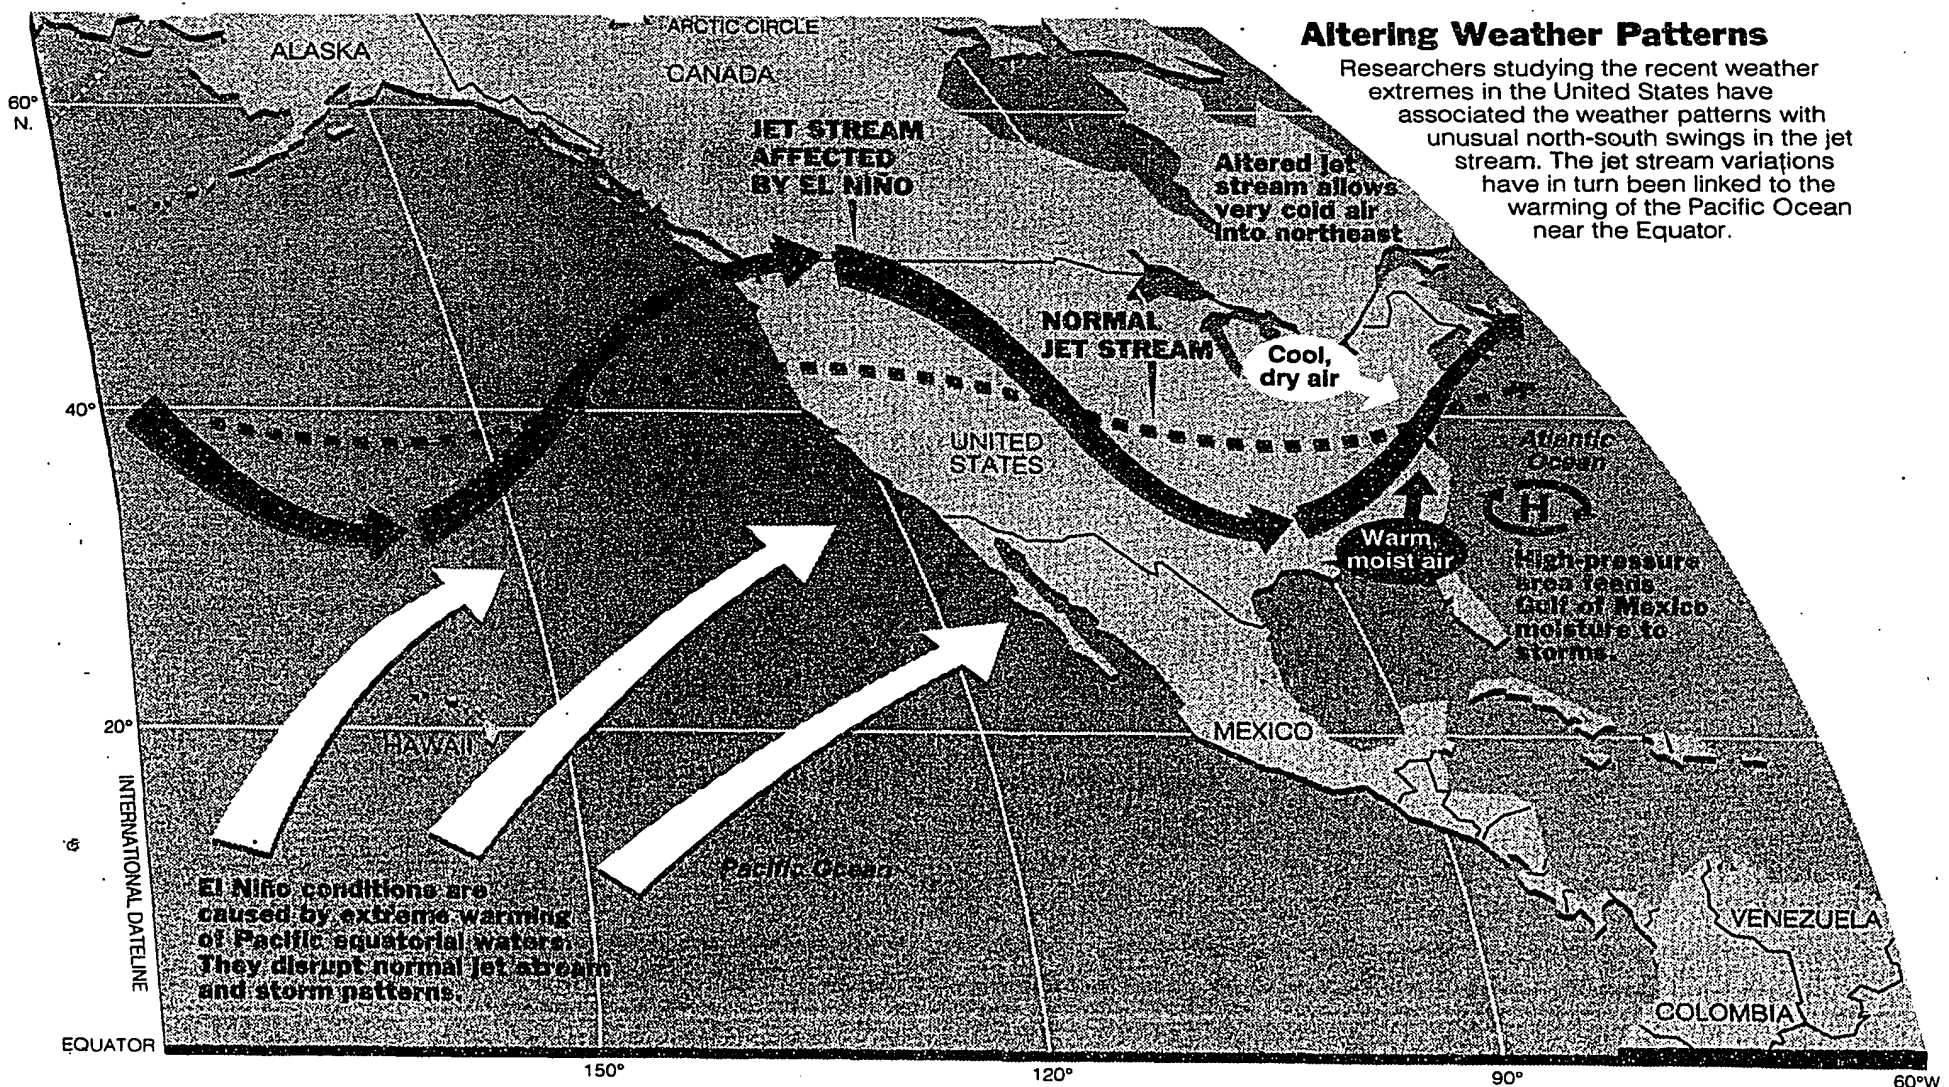 Altering Weather Patterns
Researchers studying the recent weather
extremes in the United States have
associated the weather patterns with
unusual north-south swings in the jet
stream. The jet stream variations
have in turn been linked to the
warming of the Pacific Ocean
near the Equator.
ARCTIC CIRCLE
ALASKA
CANADA
60°
N.
JET STREAM
AFFECTED
BY EL NINO
Altered jet
stream allows
very cold air
into northeast
NORMAL
JET STREAM
Cool,
dry air
40°
UNITED
STATES
Atlantic
Ocean
H
Warm,
moist air
High-pressure
area feeds
Gulf of Mexico
moisture to
storms.
20°
HAWAII
MEXICO
INTERNATIONAL DATELINE
Pacific Ocean
El Niño conditions are
caused by extreme warming
of Pacific equatorial waters.
They disrupt normal jet stream
and storm patterns.
VENEZUELA
COLOMBIA
EQUATOR
150°
120°
90°
60°W